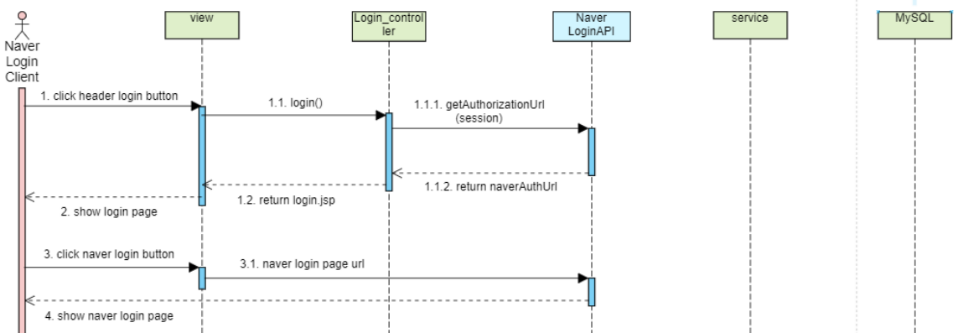 view
Login_control
ler
Naver
LoginAPI
service
MySQL
Naver
Login
Client
1. click header login button
1.1. login()
1.1.1. getAuthorizationUrl
(session)
1.1.2. return naverAuthUrl
1.2. return login.jsp
2. show login page
3. click naver login button
3.1. naver login page url
4. show naver login page